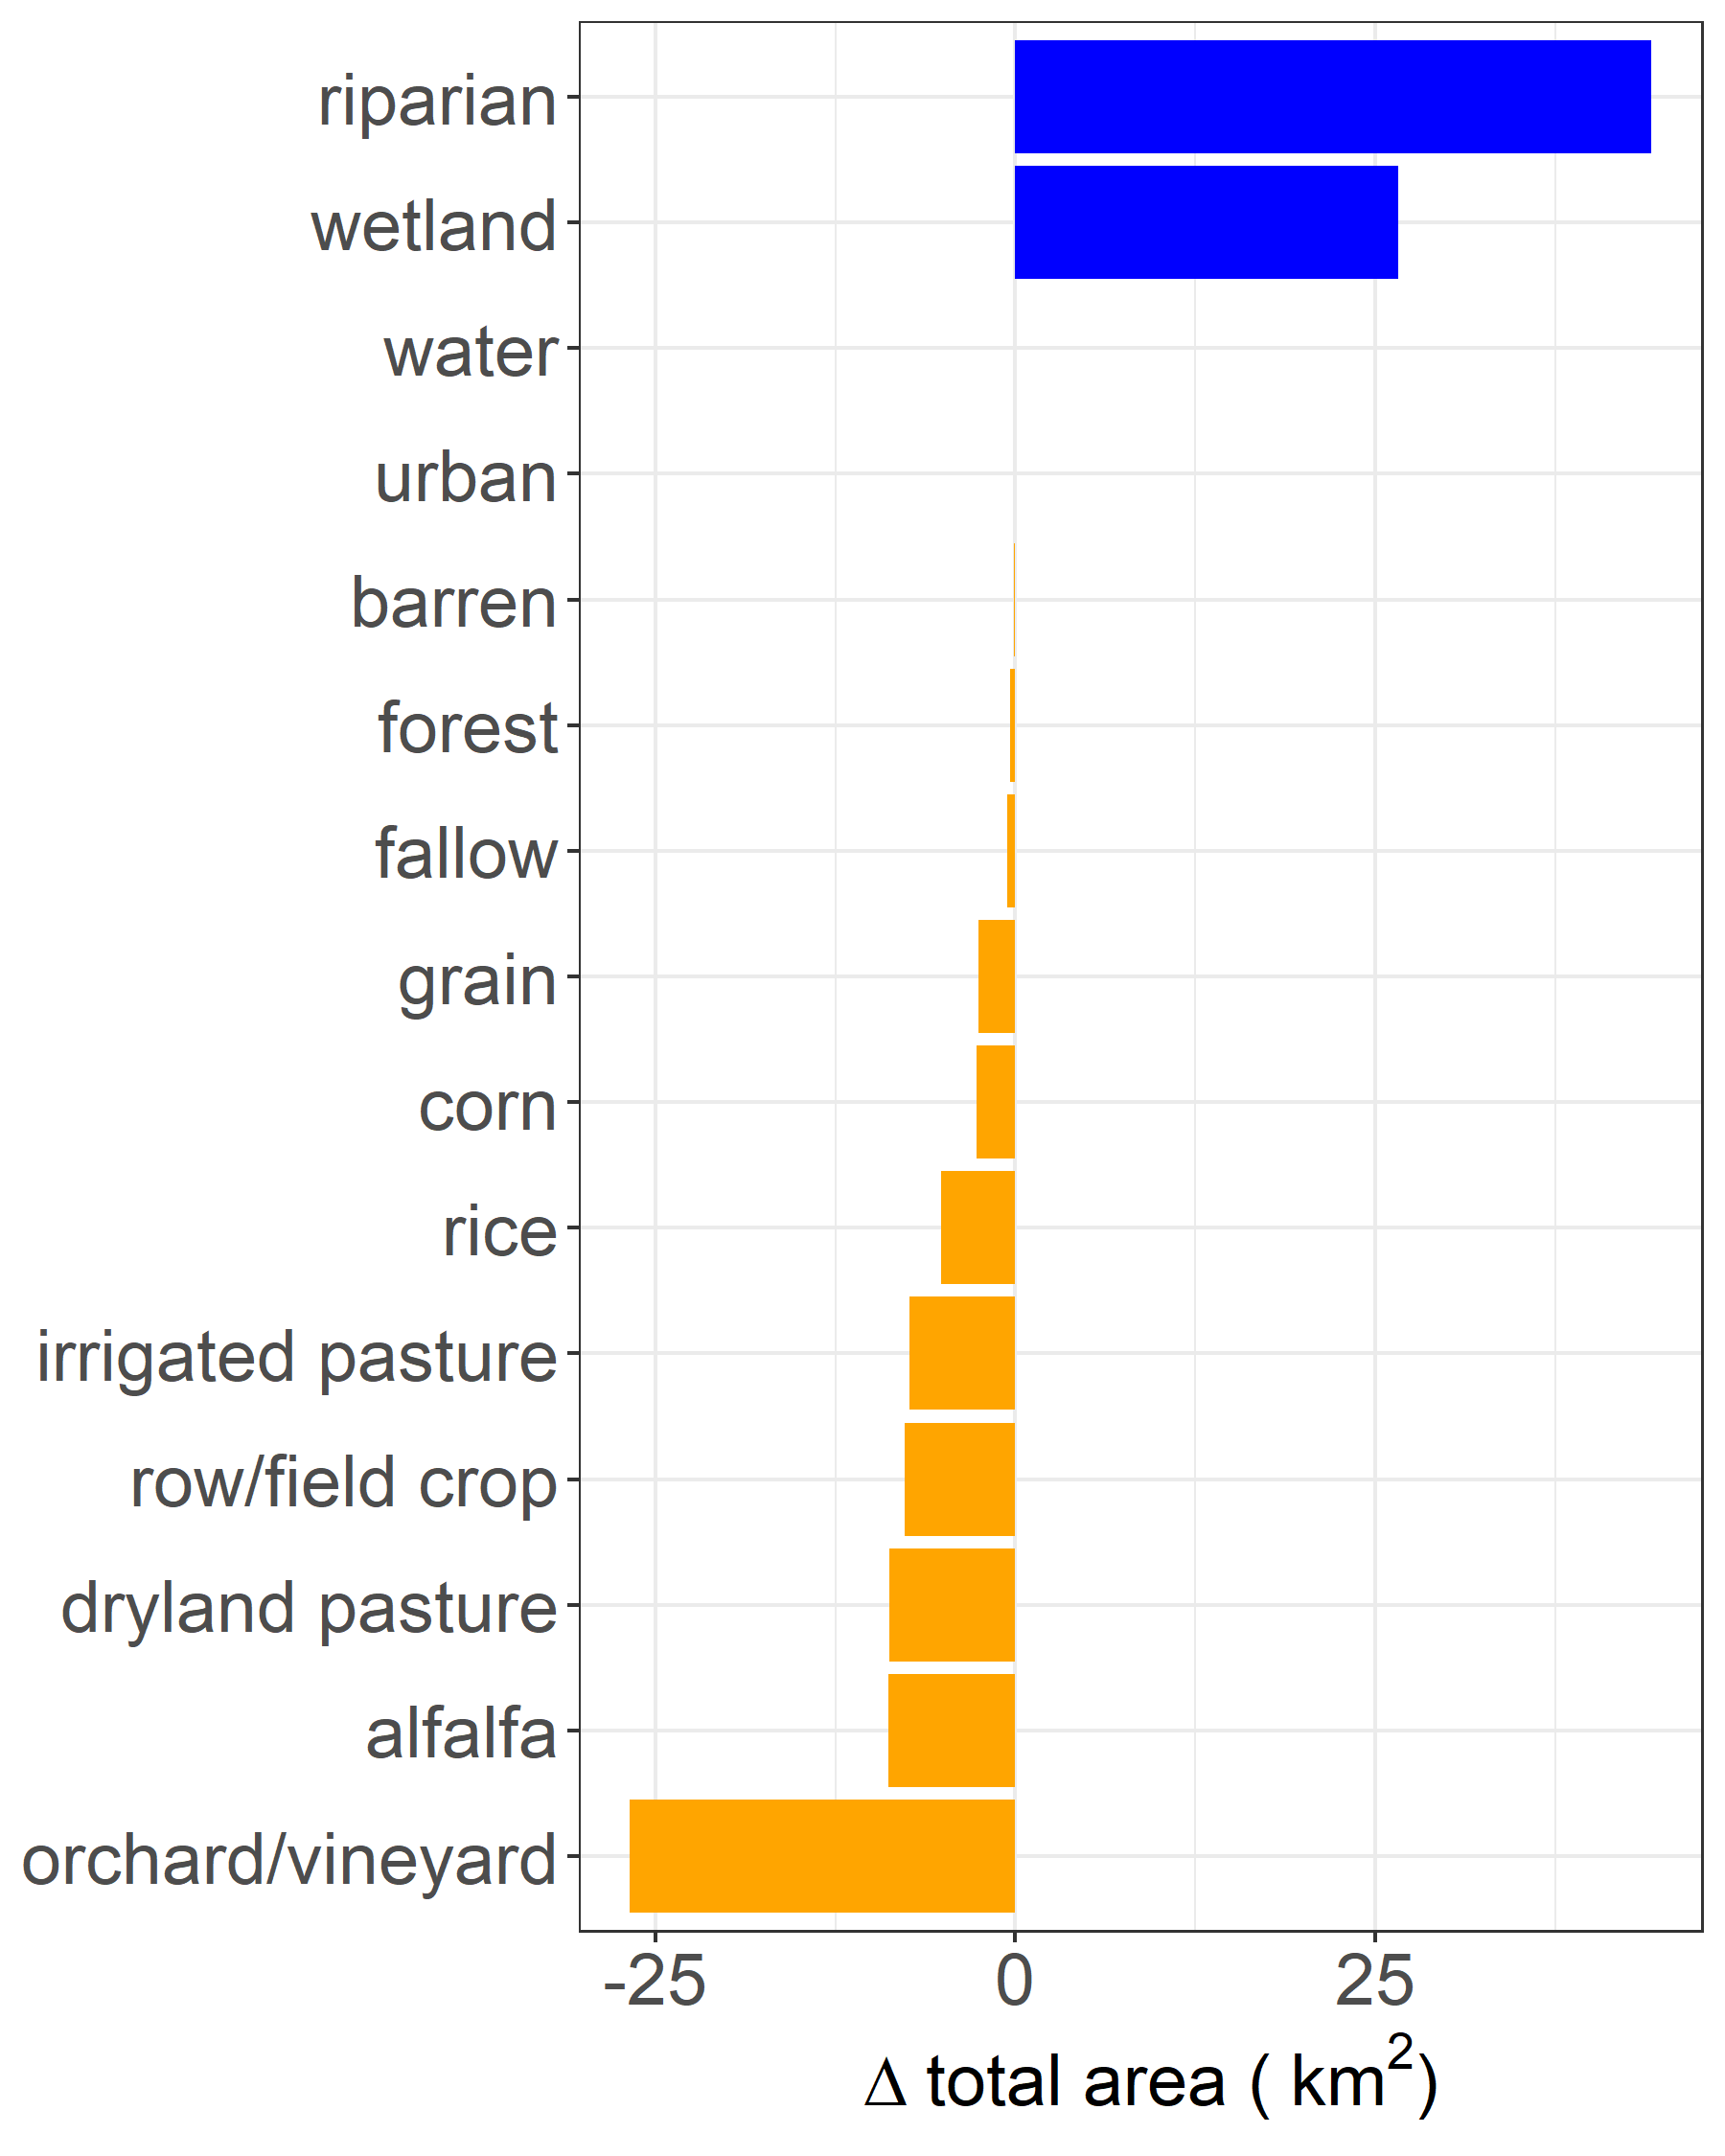 riparian
wetland
water
urban
barren
forest
fallow
grain
corn
rice
irrigated pasture
row/field crop
dryland pasture
alfalfa
orchard/vineyard
-25 0 25
Δ total area ( km²)